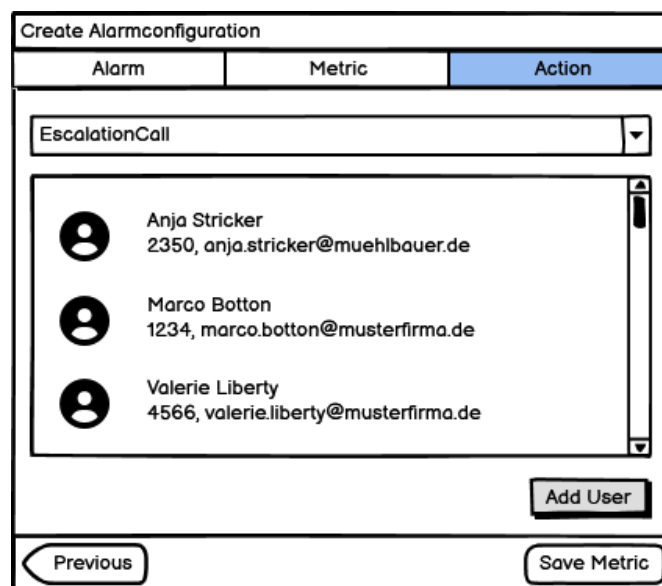 Create Alarmconfiguration
Alarm
Metric
Action
EscalationCall
Anja Stricker
2350, anja.stricker@muehlbauer.de
Marco Botton
1234, marco.botton@musterfirma.de
Valerie Liberty
4566, valerie.liberty@musterfirma.de
Add User
Previous
Save Metric